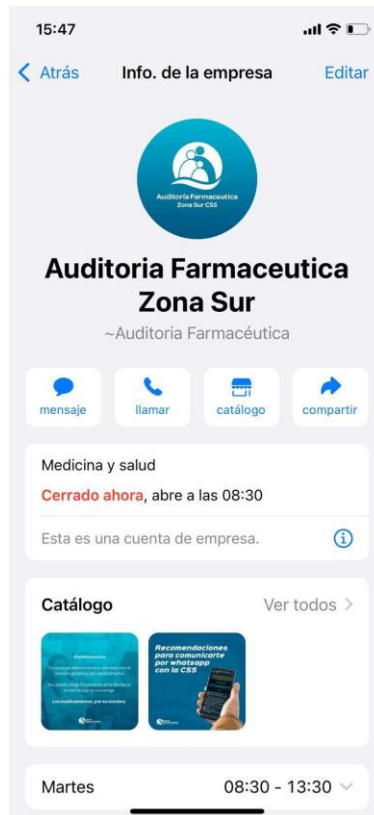 15:47
Atrás
Info. de la empresa
Editar
Auditoría Farmaceutica
Zona Sur CSS
Auditoria Farmaceutica
Zona Sur
~Auditoria Farmacéutica
mensaje
llamar
catálogo
compartir
Medicina y salud
Cerrado ahora, abre a las 08:30
Esta es una cuenta de empresa.
Catálogo
Ver todos
Los medicamentos, por su nombre.
Recomendaciones
para comunicarte
por whatsapp
con la CSS
Martes
08:30 - 13:30